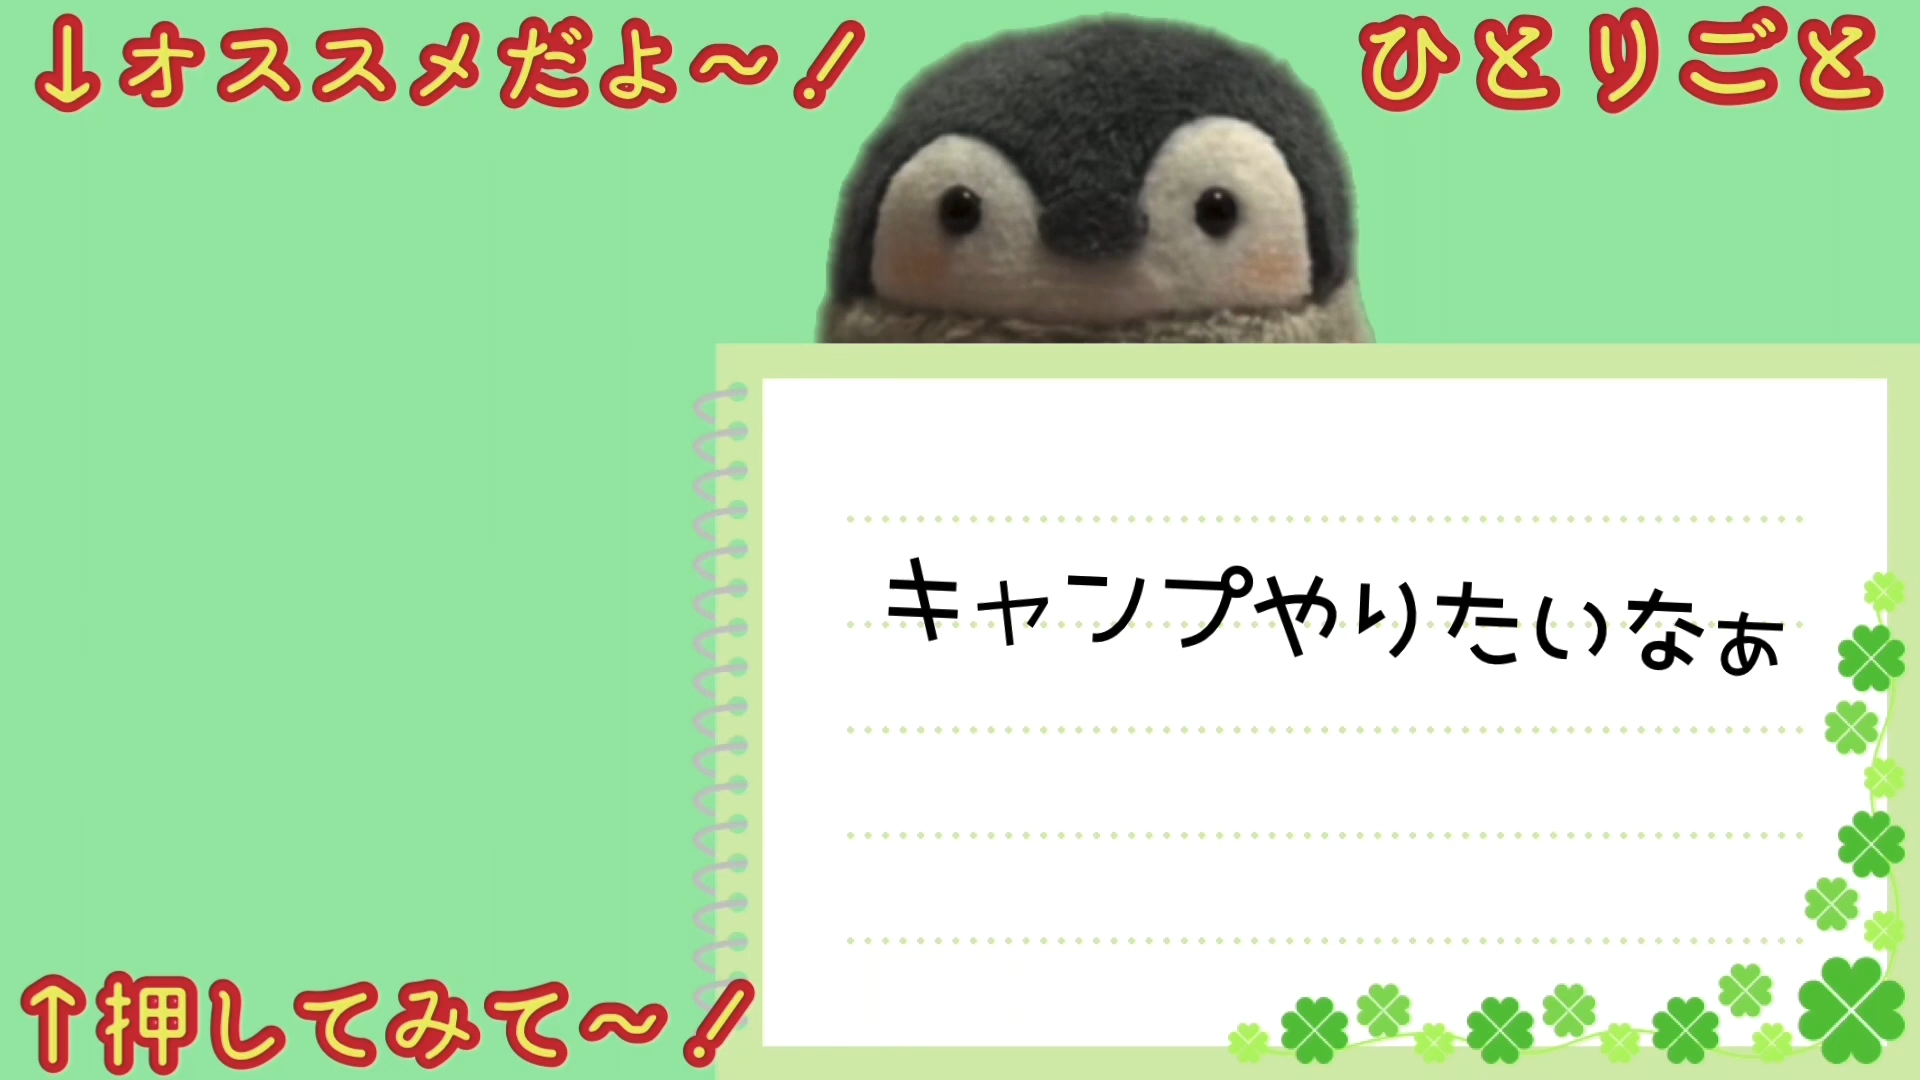 ↓オススメだよ～！
ひとりごと
キャンプやりたいなぁ
↑押してみて～！